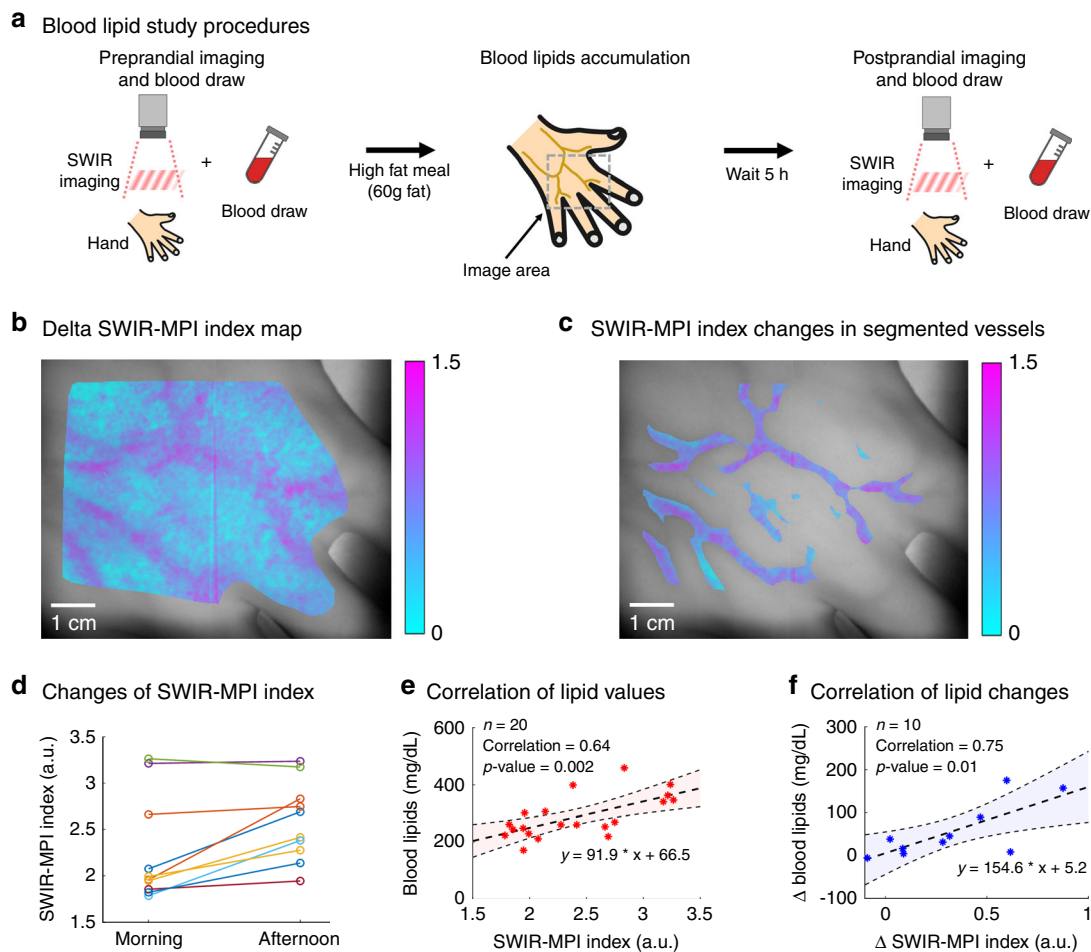 a Blood lipid study procedures
Preprandial imaging
and blood draw
SWIR
imaging
+
Blood draw
Hand
High fat meal
(60g fat)
Blood lipids accumulation
Image area
Wait 5 h
Postprandial imaging
and blood draw
SWIR
imaging
+
Blood draw
Hand
b Delta SWIR-MPI index map
1.5
0
1 cm
c SWIR-MPI index changes in segmented vessels
1.5
0
1 cm
d Changes of SWIR-MPI index
SWIR-MPI index (a.u.)
3.5
3
2.5
2
1.5
Morning
Afternoon
e Correlation of lipid values
Blood lipids (mg/dL)
600
400
200
0
n = 20
Correlation = 0.64
p-value = 0.002
y = 91.9 * x + 66.5
1.5 2 2.5 3 3.5
SWIR-MPI index (a.u.)
f Correlation of lipid changes
Δ blood lipids (mg/dL)
300
200
100
0
-100
n = 10
Correlation = 0.75
p-value = 0.01
y = 154.6 * x + 5.2
0 0.5 1
Δ SWIR-MPI index (a.u.)